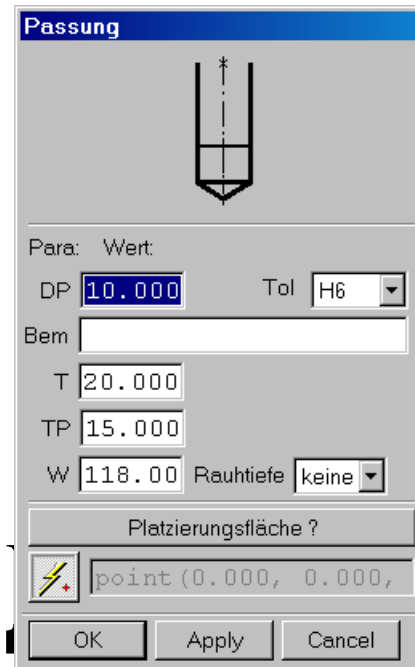 Passung
Para: Wert:
DP 10.000 Tol H6
Bem
T 20.000
TP 15.000
W 118.00 Rauhtiefe keine
Platzierungsfläche ?
point(0.000, 0.000,
OK Apply Cancel